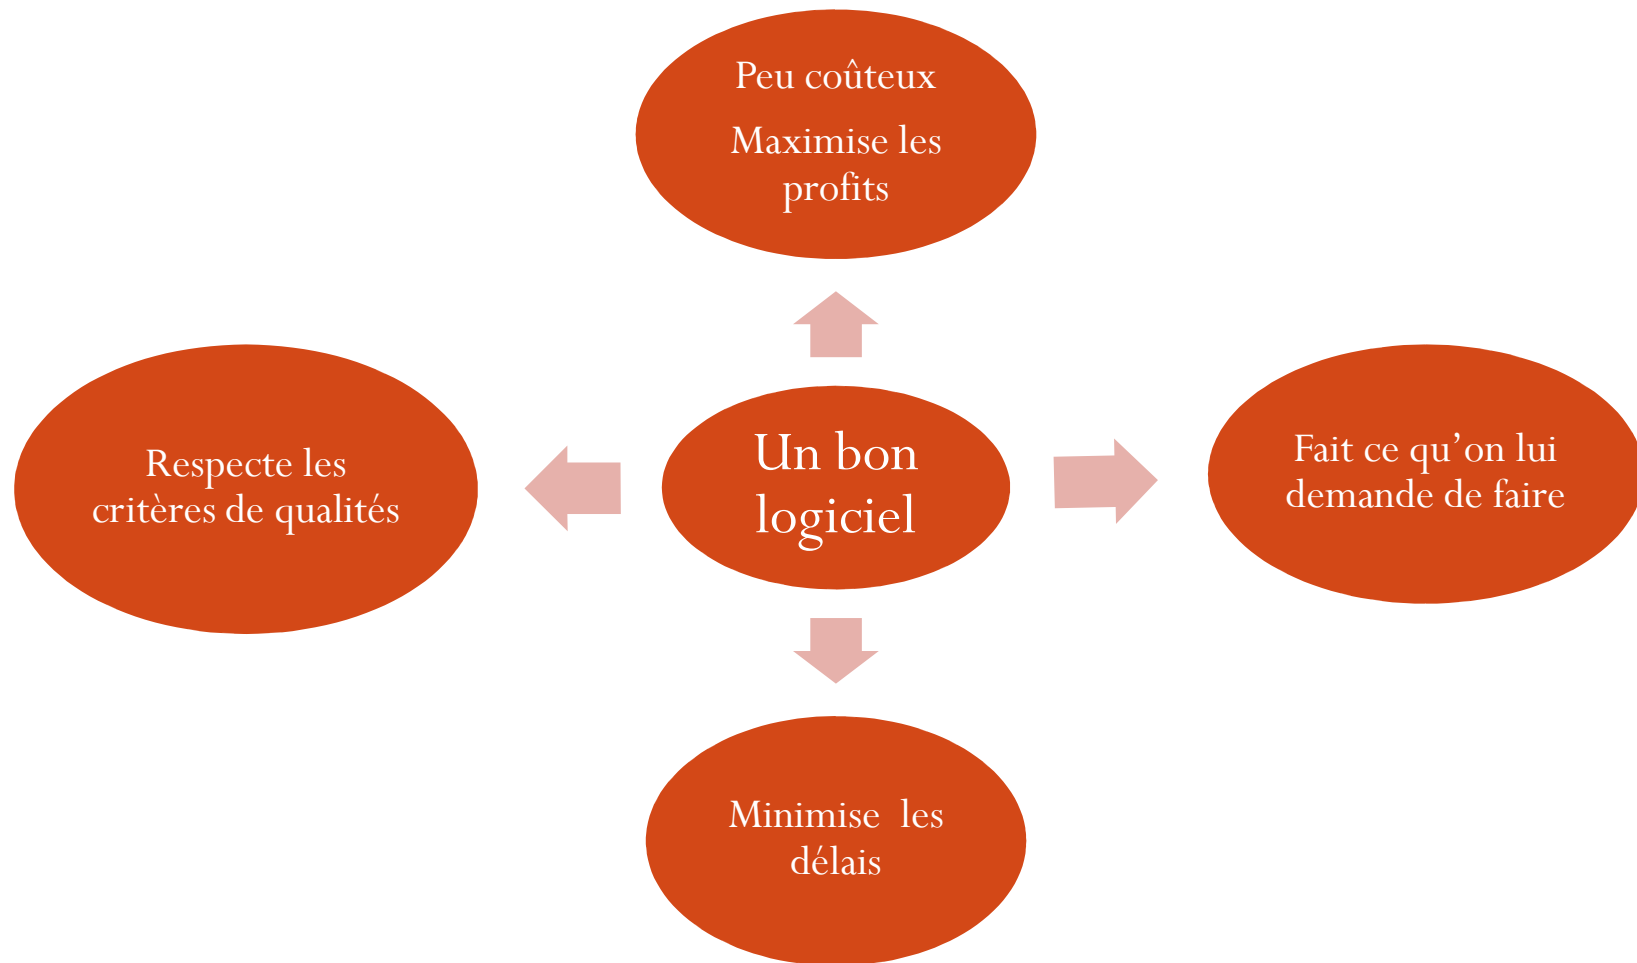 Peu coûteux
Maximise les
profits
Respecte les
critères de qualités
Un bon
logiciel
Fait ce qu’on lui
demande de faire
Minimise  les
délais